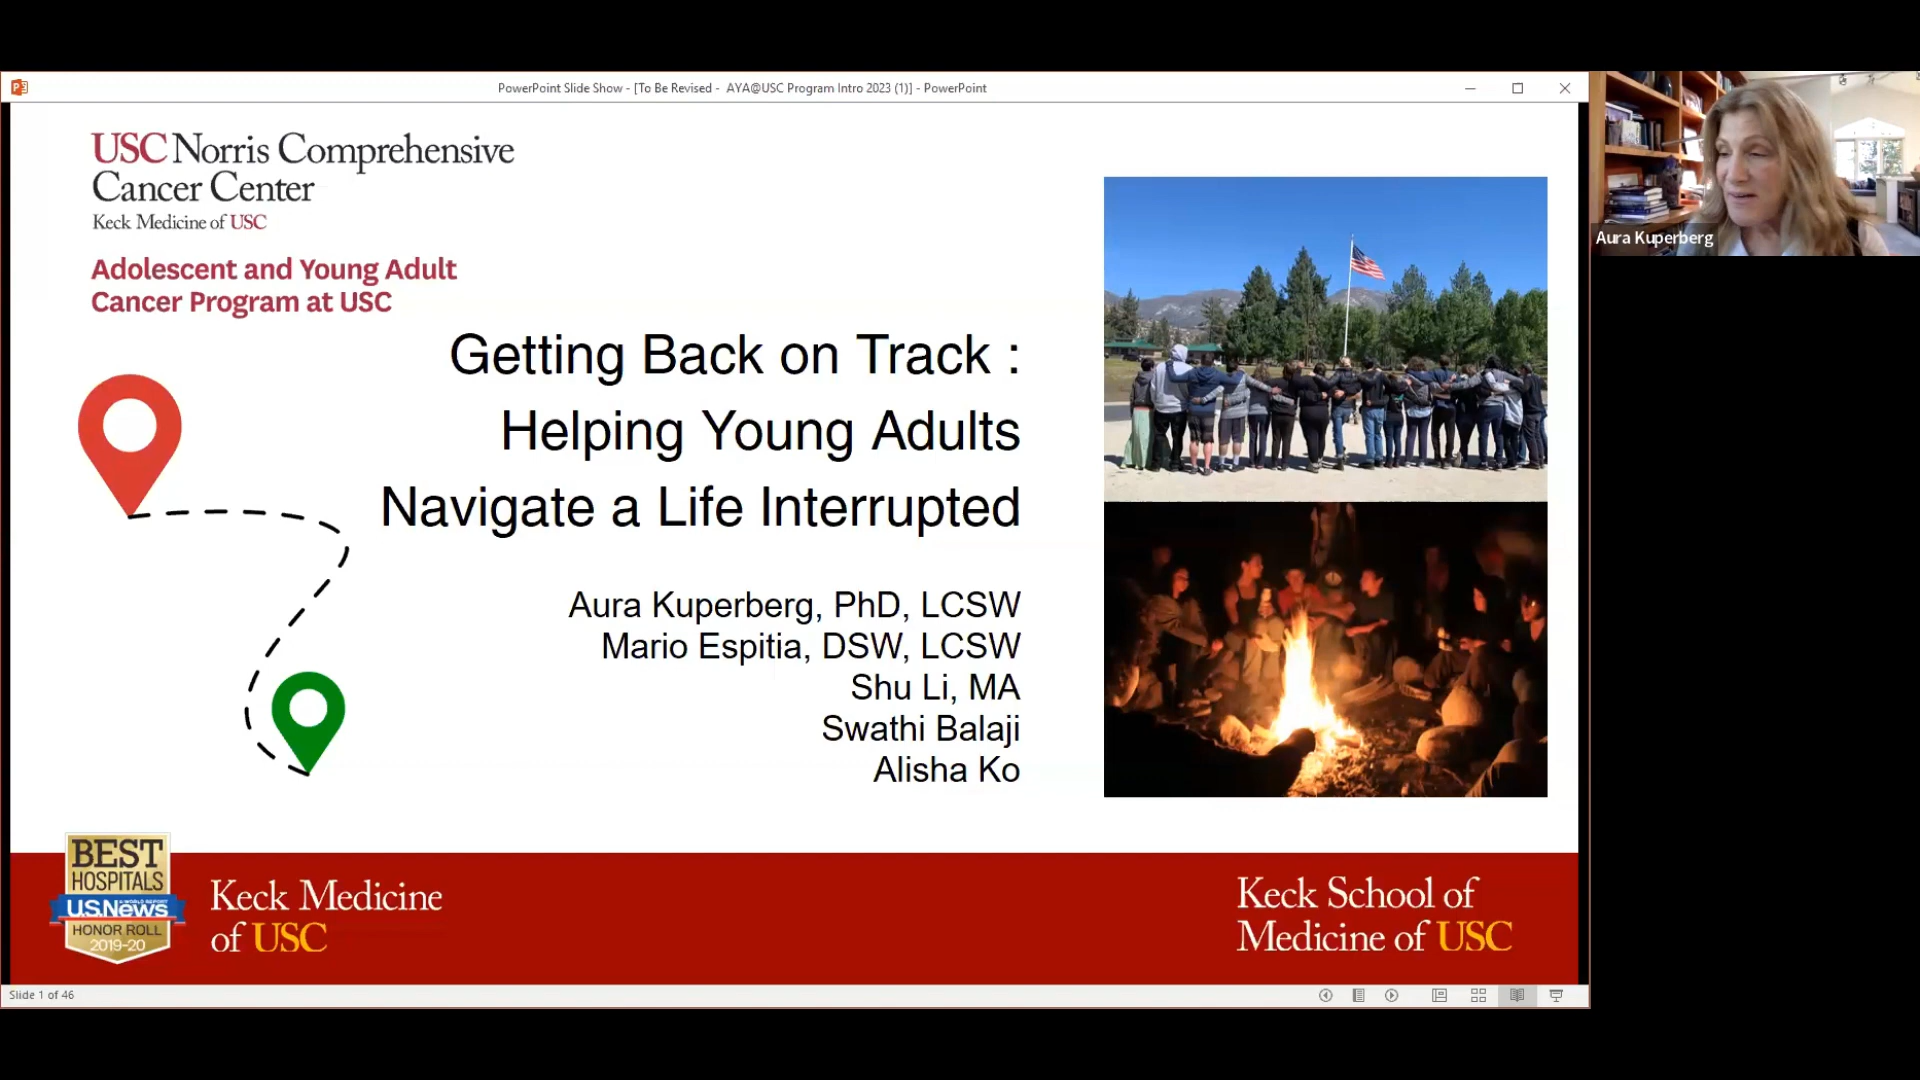 PowerPoint Slide Show - [To Be Revised - AYA@USC Program Intro 2023 (1)] - PowerPoint
USC Norris Comprehensive
Cancer Center
Keck Medicine of USC
Adolescent and Young Adult
Cancer Program at USC
Getting Back on Track :
Helping Young Adults
Navigate a Life Interrupted
Aura Kuperberg, PhD, LCSW
Mario Espitia, DSW, LCSW
Shu Li, MA
Swathi Balaji
Alisha Ko
Aura Kuperberg
BEST
HOSPITALS
U.S.News
& WORLD REPORT
HONOR ROLL
2019-20
Keck Medicine
of USC
Keck School of
Medicine of USC
Slide 1 of 46